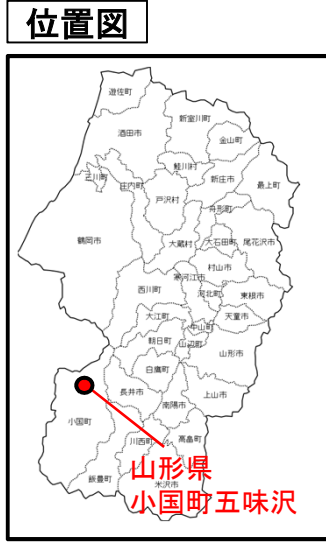 位置図
遊佐町
新室川町
酒田市
金山町
鮭川村
新庄市
最上町
三川町
庄内町
戸沢村
舟形町
鶴岡市
大蔵村
大石田町
尾花沢市
村山市
寒河江市
西川町
河北町
東根市
大江町
天童市
中山町
朝日町
山辺町
山形市
白鷹町
長井市
上山市
南陽市
小国町
川西町
高畠町
山形県
飯豊町
米沢市
小国町五味沢